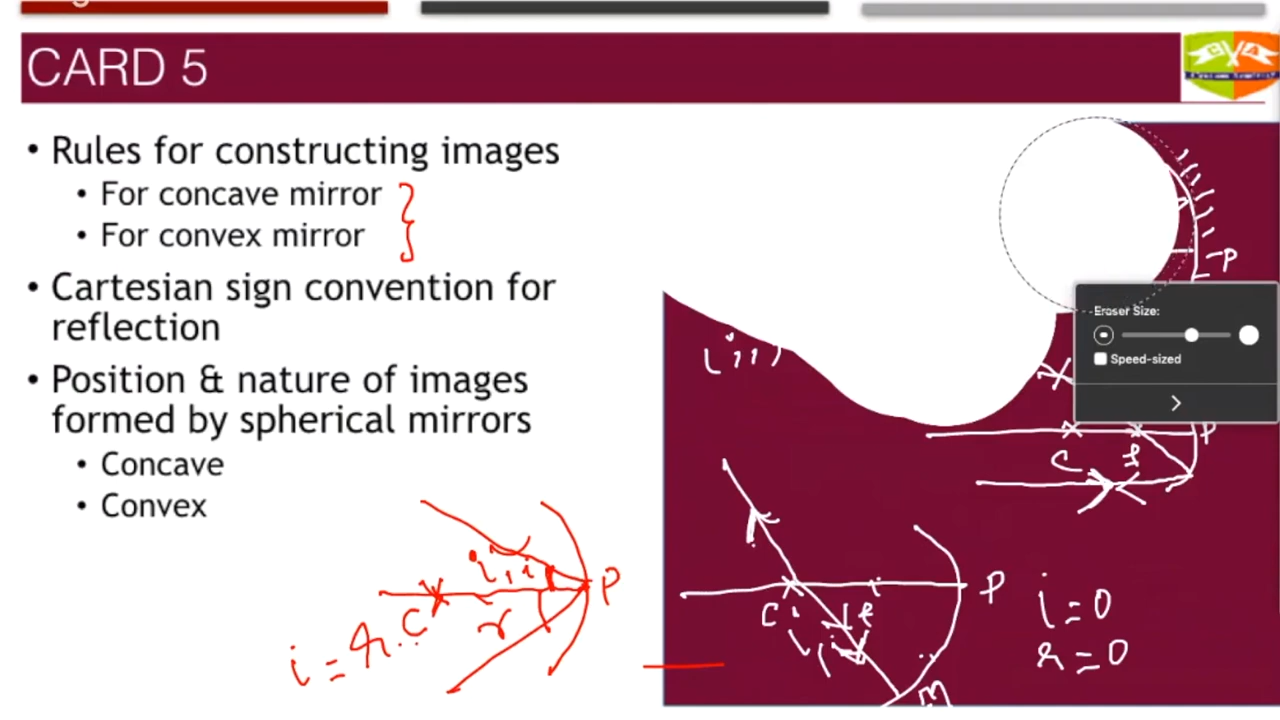 CARD 5
• Rules for constructing images
• For concave mirror
• For convex mirror
• Cartesian sign convention for
reflection
• Position & nature of images
formed by spherical mirrors
• Concave
• Convex
P
Eraser Size:
Speed-sized
(ii)
P
C f
i
P
C
r
i = r
P
C
i = 0
r = 0
M